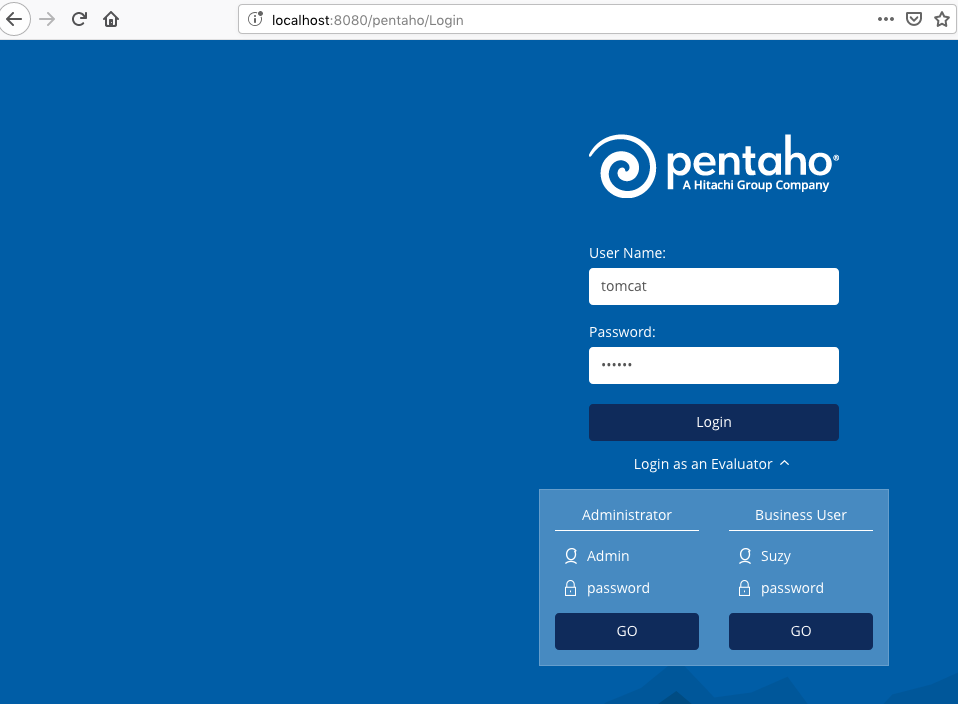 localhost:8080/pentaho/Login
pentaho®
A Hitachi Group Company
User Name:
tomcat
Password:
••••••
Login
Login as an Evaluator
Administrator
Admin
password
GO
Business User
Suzy
password
GO